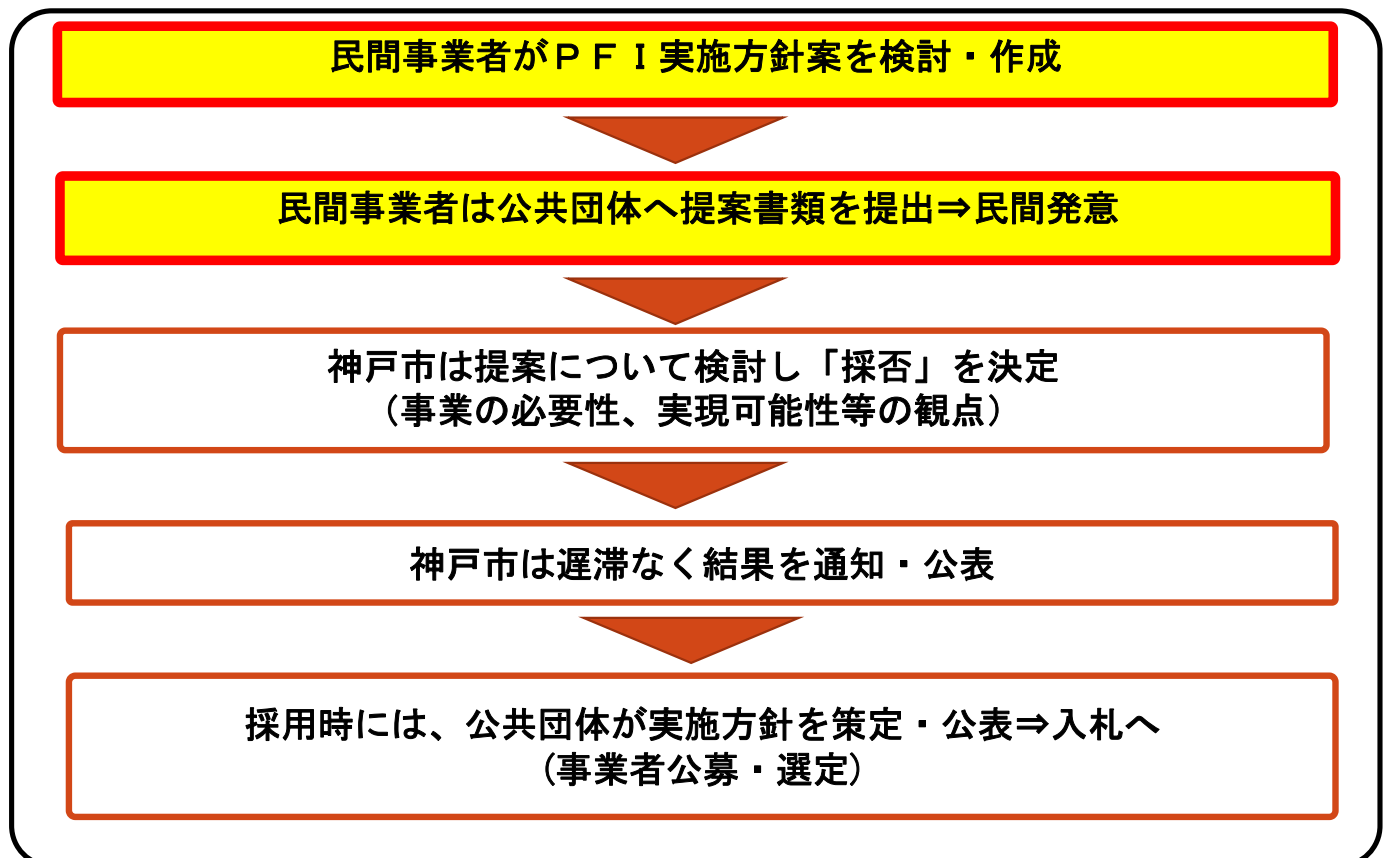 民間事業者がＰＦＩ実施方針案を検討・作成
民間事業者は公共団体へ提案書類を提出⇒民間発意
神戸市は提案について検討し「採否」を決定
（事業の必要性、実現可能性等の観点）
神戸市は遅滞なく結果を通知・公表
採用時には、公共団体が実施方針を策定・公表⇒入札へ
（事業者公募・選定）